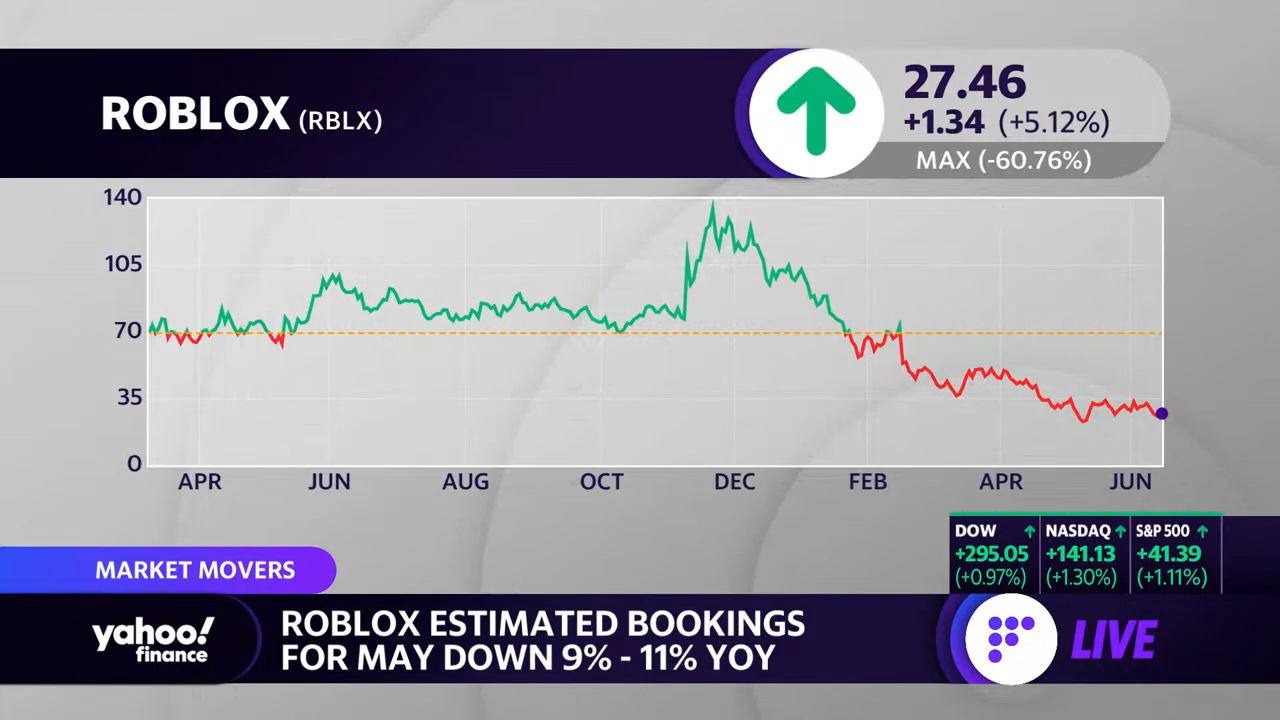 ROBLOX (RBLX)
27.46
+1.34 (+5.12%)
MAX (-60.76%)
140
105
70
35
0
APR JUN AUG OCT DEC FEB APR JUN
DOW NASDAQ S&P 500
+295.05 +141.13 +41.39
(+0.97%) (+1.30%) (+1.11%)
MARKET MOVERS
yahoo!
finance
ROBLOX ESTIMATED BOOKINGS
FOR MAY DOWN 9% - 11% YOY
LIVE